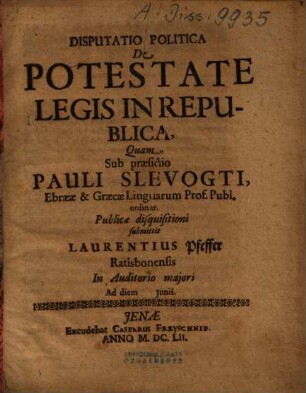 A. Diss. 9935
DISPUTATIO POLITICA
De
POTESTATE
LEGIS IN REPU-
BLICA,
Quam
Sub præsidio
PAULI SLEVOGTI,
Ebrææ & Græcæ Linguarum Prof. Publ.
ordinar.
Publicæ disquisitioni
submittit
LAURENTIUS Pfeffer
Ratisbonensis
In Auditorio majori
Ad diem Junii.
JENÆ
Excudebat CASPARUS FREYSCHMID.
ANNO M. DC. LII.